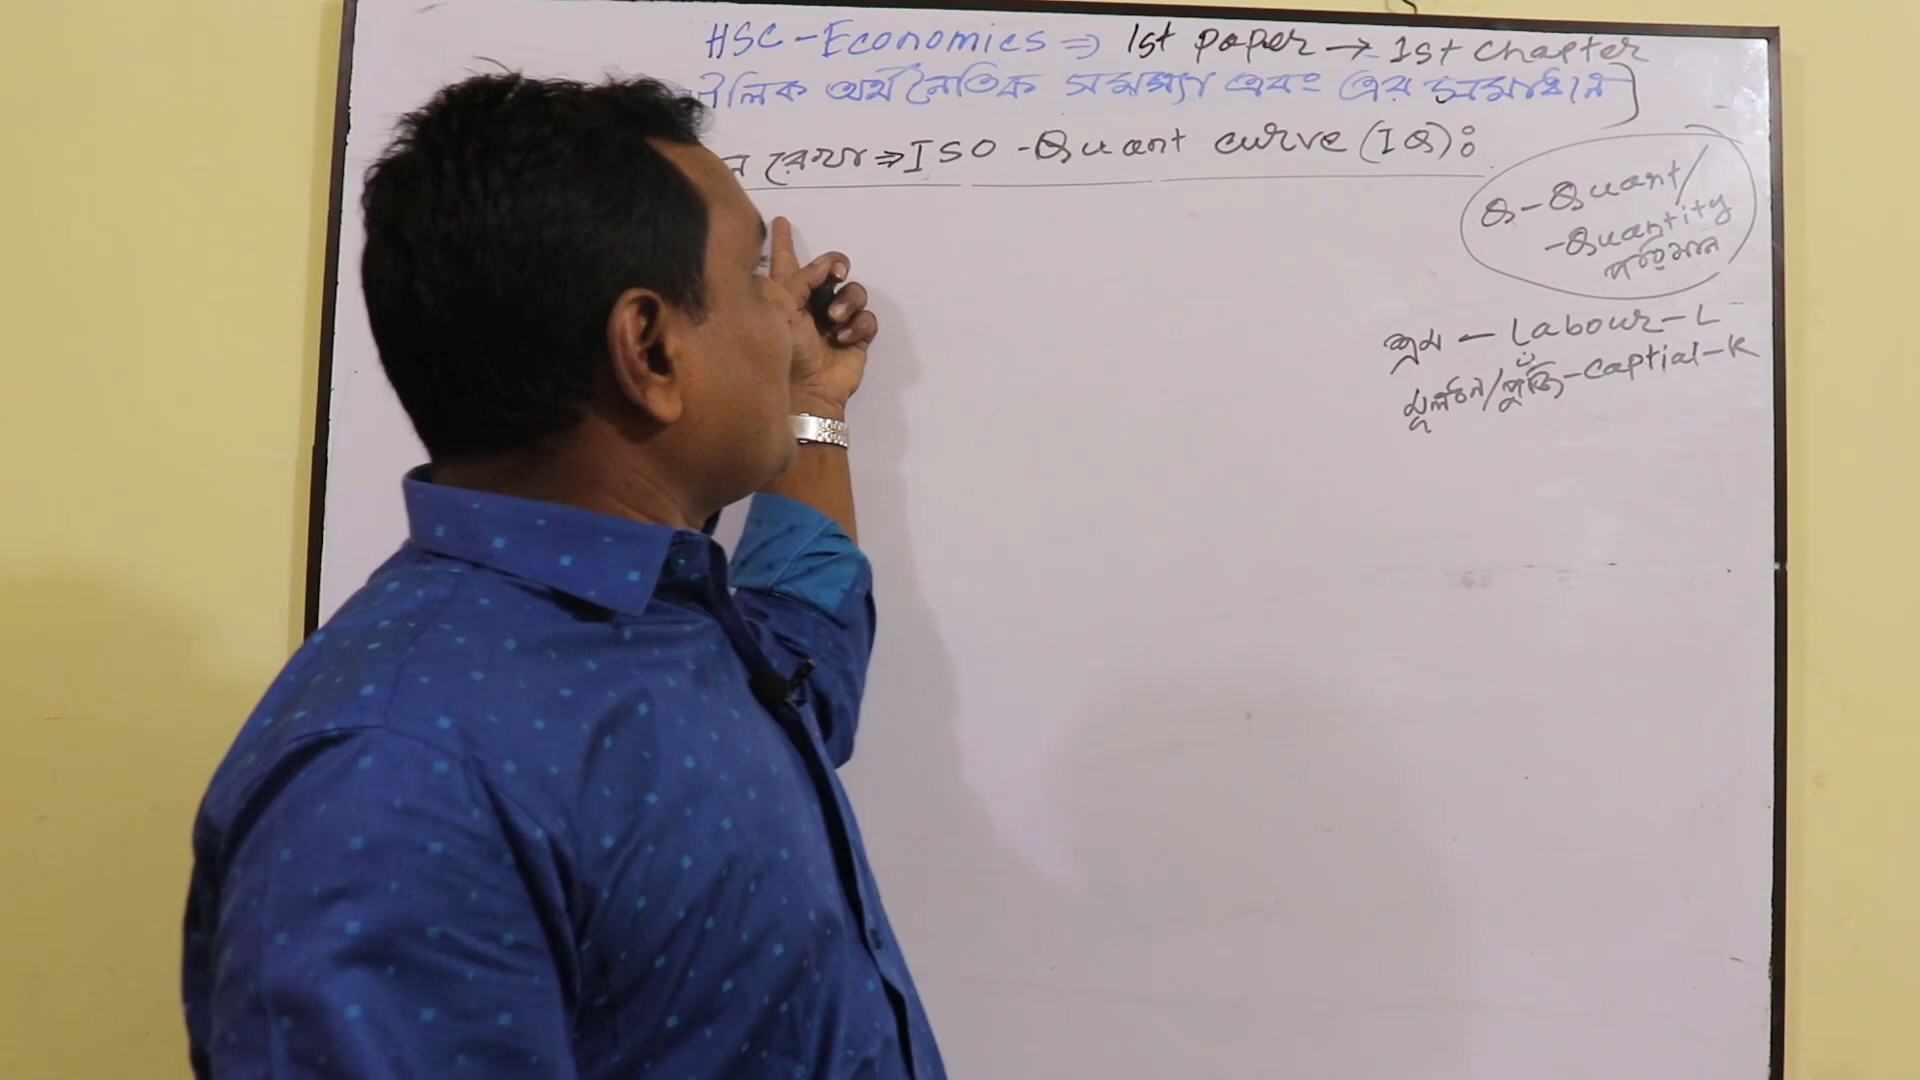 HSC-Economics ⇒ 1st paper → 1st chapter
মৌলিক অর্থনৈতিক সমস্যা এবং এর সমাধান]
ন রেখা ⇒ ISO-Quant curve (IQ):
Q-Quant/
-Quantity
পরিমান
শ্রম - Labour-L
মূলধন/পুঁজি-Captial-K